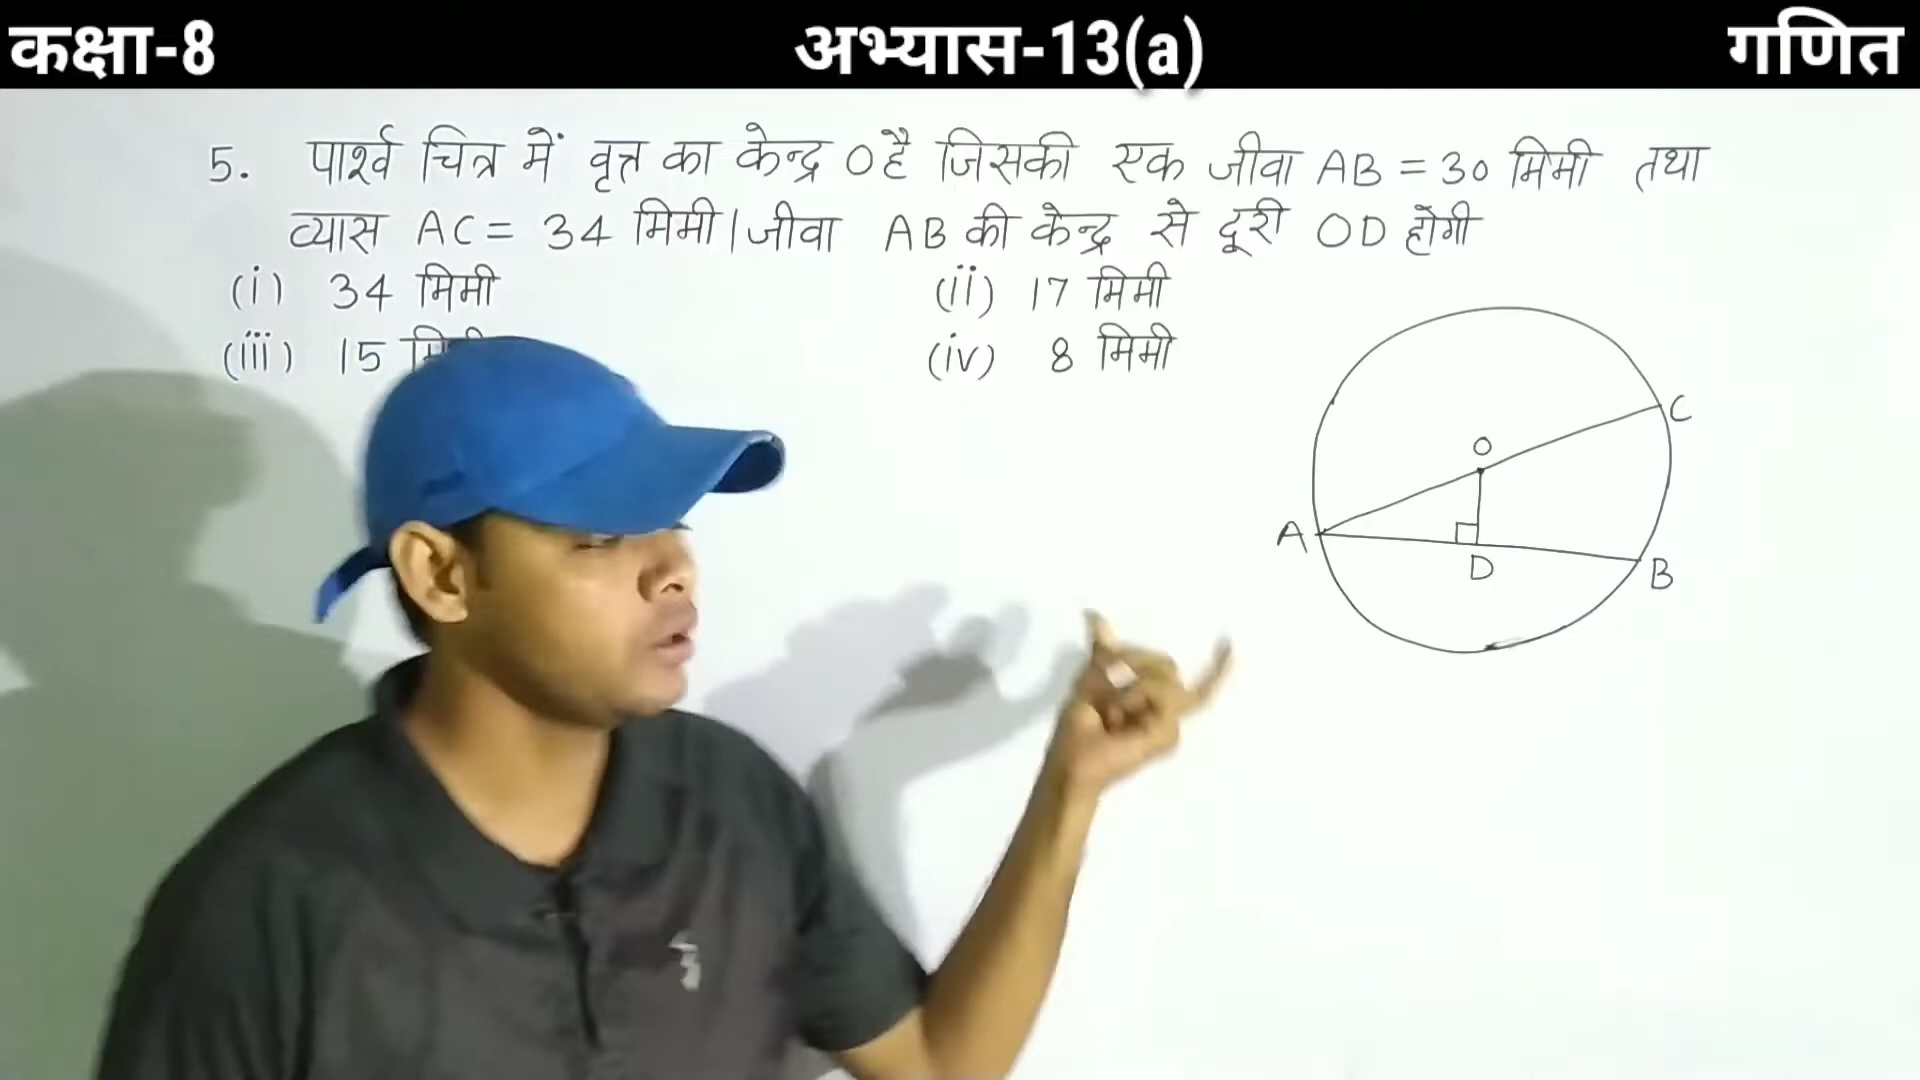 कक्षा-8 अभ्यास-13(a) गणित
5. पार्श्व चित्र में वृत्त का केन्द्र O है जिसकी एक जीवा AB = 30 मिमी तथा
व्यास AC = 34 मिमी। जीवा AB की केन्द्र से दूरी OD होगी
(i) 34 मिमी (ii) 17 मिमी
(iii) 15 (iv) 8 मिमी
C
O
A
D
B